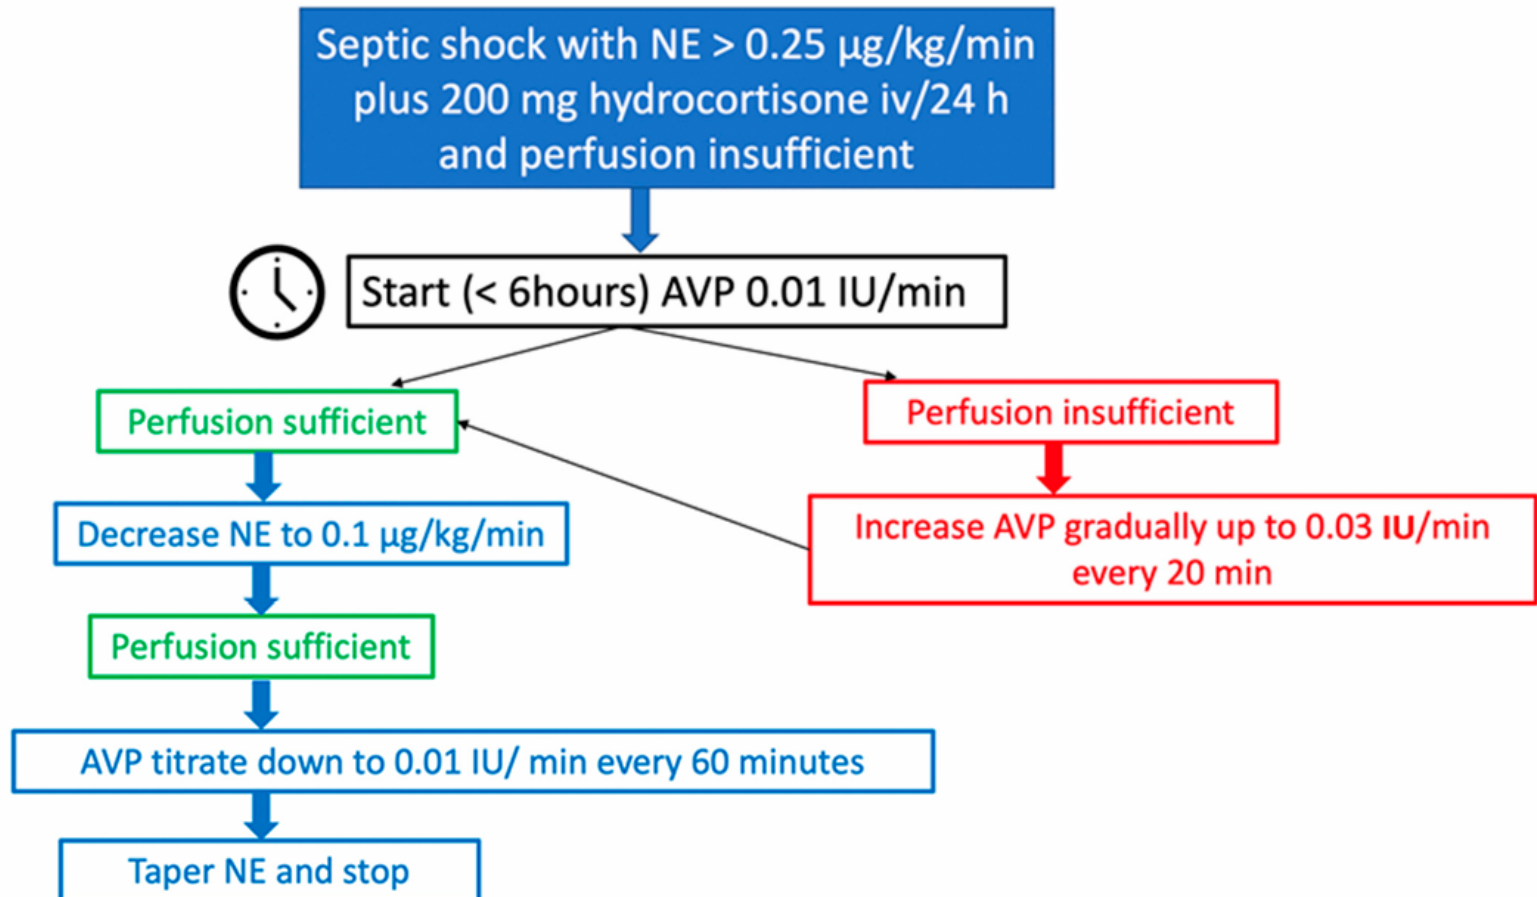 Septic shock with NE > 0.25 µg/kg/min
plus 200 mg hydrocortisone iv/24 h
and perfusion insufficient
Start (< 6hours) AVP 0.01 IU/min
Perfusion sufficient
Perfusion insufficient
Decrease NE to 0.1 µg/kg/min
Increase AVP gradually up to 0.03 IU/min
every 20 min
Perfusion sufficient
AVP titrate down to 0.01 IU/ min every 60 minutes
Taper NE and stop